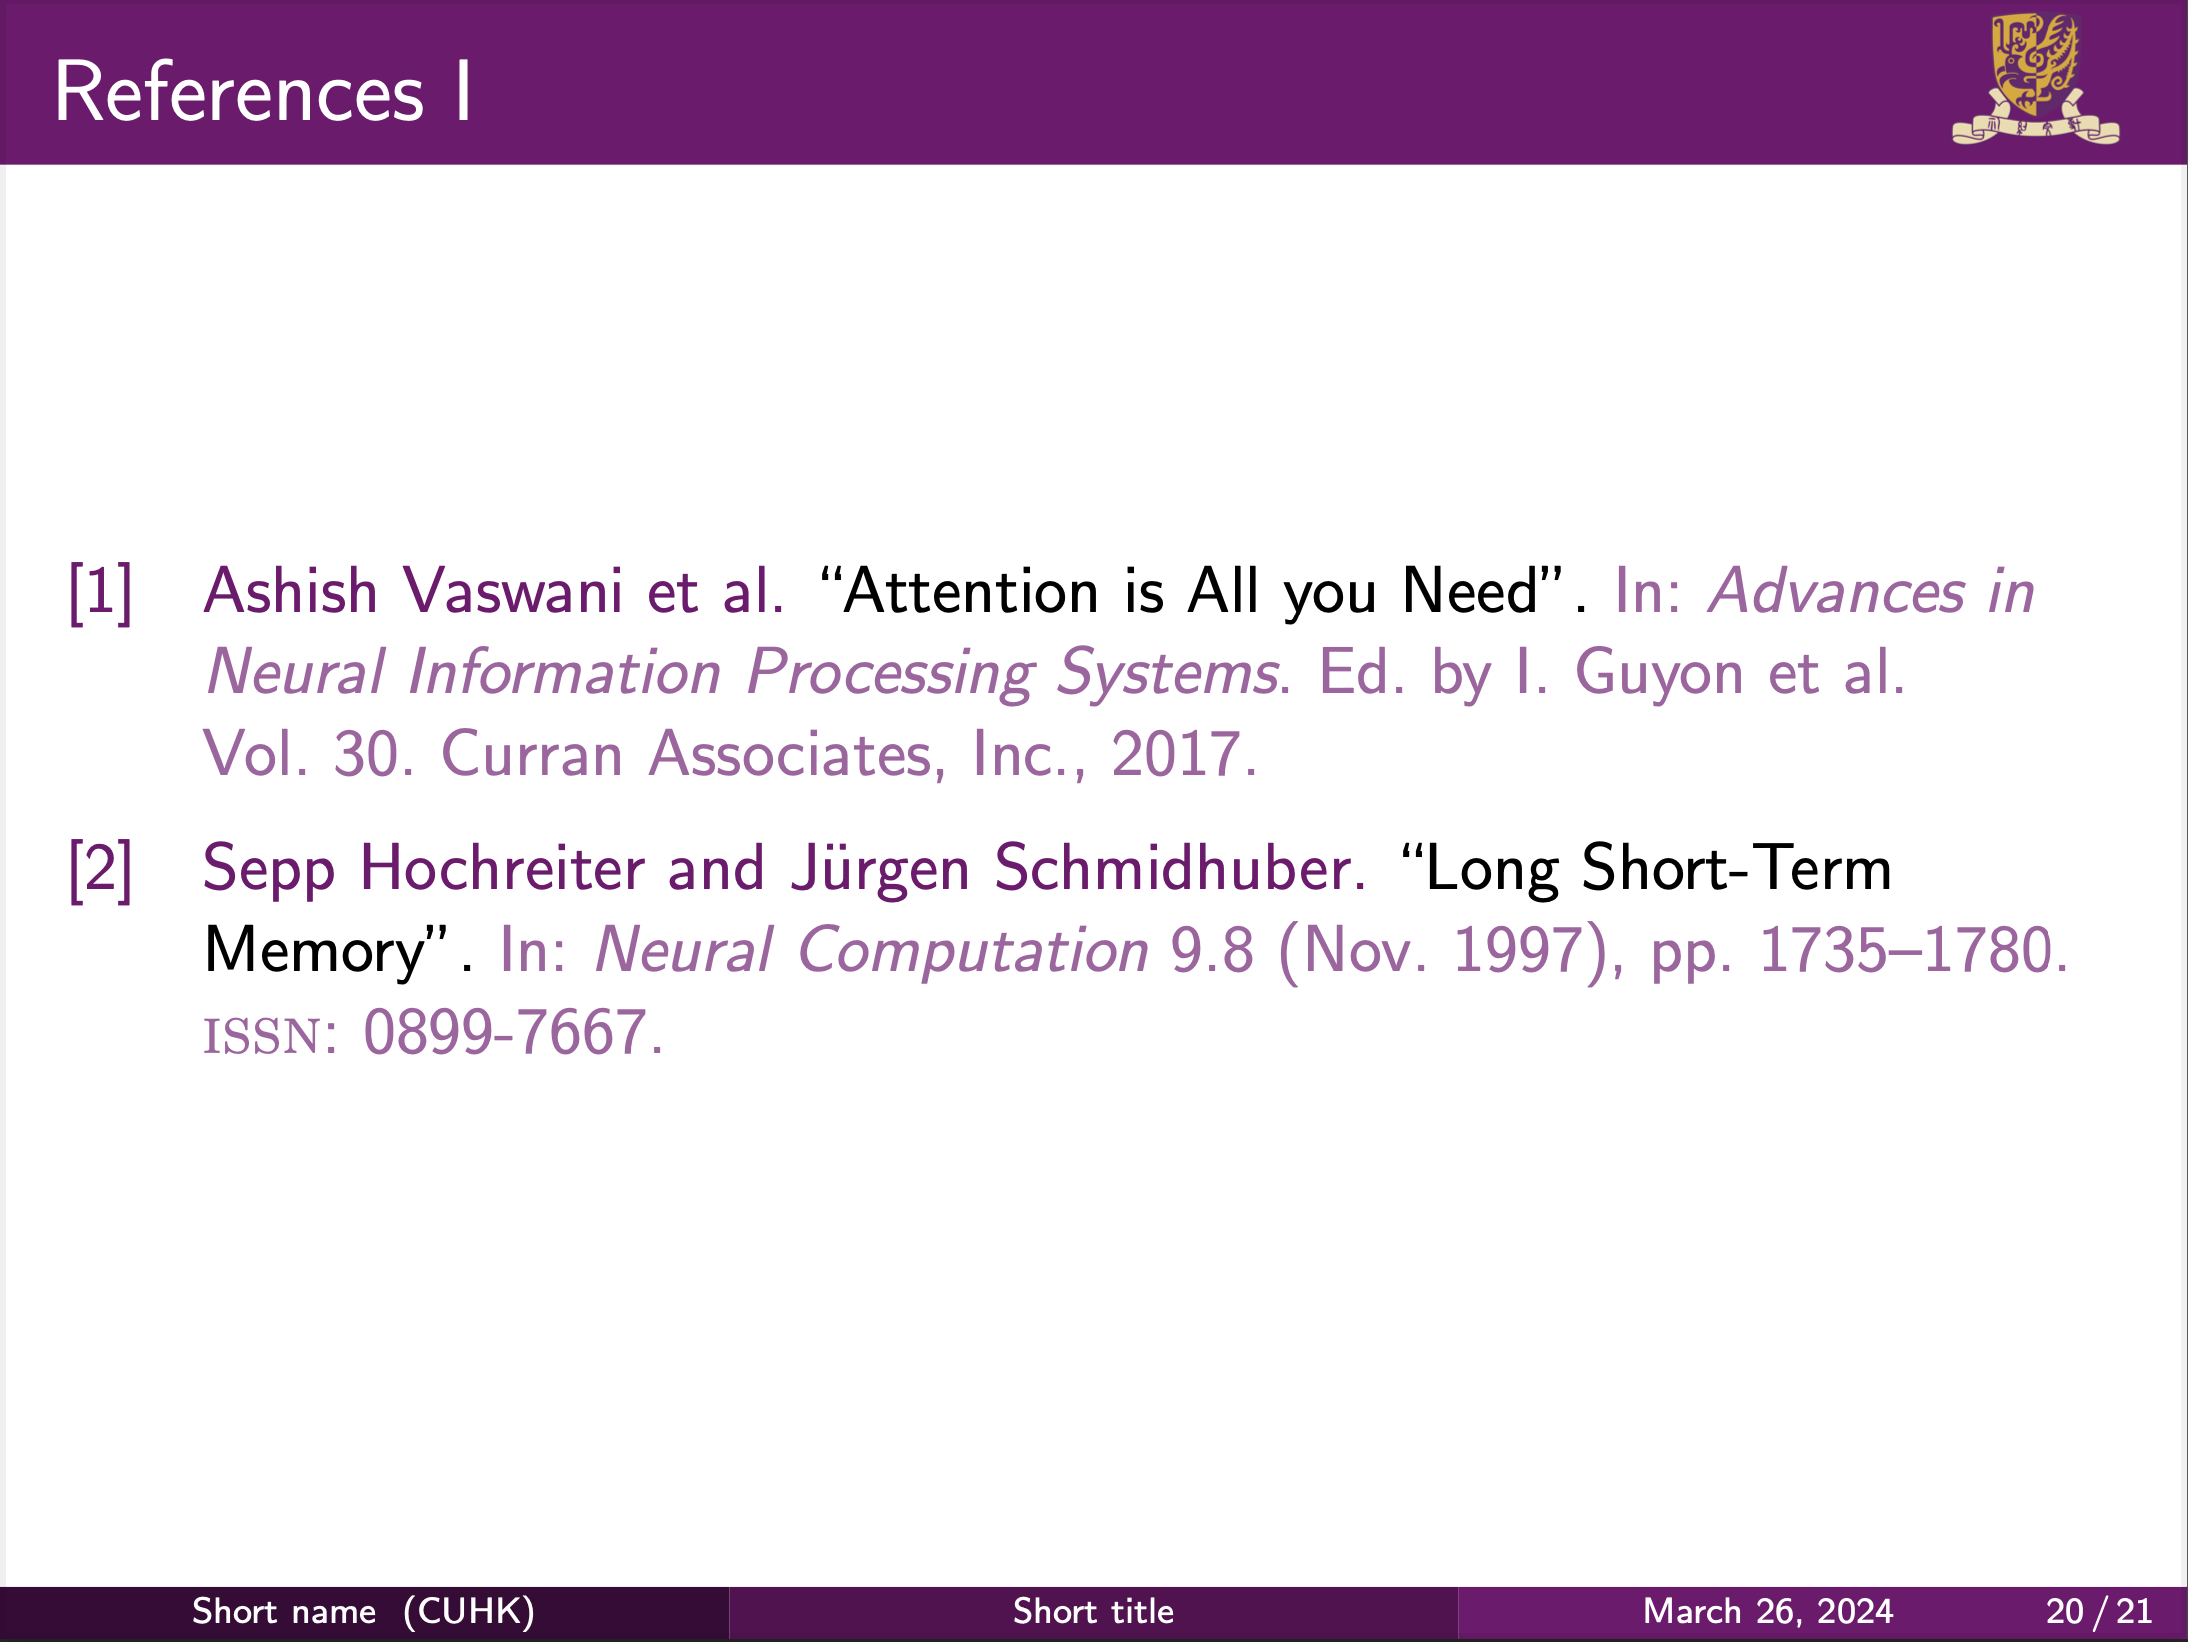 References I
[1] Ashish Vaswani et al. “Attention is All you Need”. In: Advances in
Neural Information Processing Systems. Ed. by I. Guyon et al.
Vol. 30. Curran Associates, Inc., 2017.
[2] Sepp Hochreiter and Jürgen Schmidhuber. “Long Short-Term
Memory”. In: Neural Computation 9.8 (Nov. 1997), pp. 1735–1780.
ISSN: 0899-7667.
Short name (CUHK) Short title March 26, 2024 20 / 21